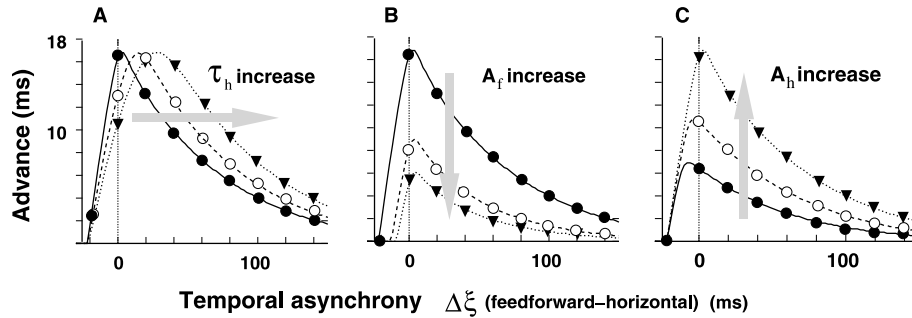 A
B
C
18
10
Advance (ms)
τh increase
Af increase
Ah increase
0
100
0
100
0
100
Temporal asynchrony Δξ (feedforward–horizontal) (ms)